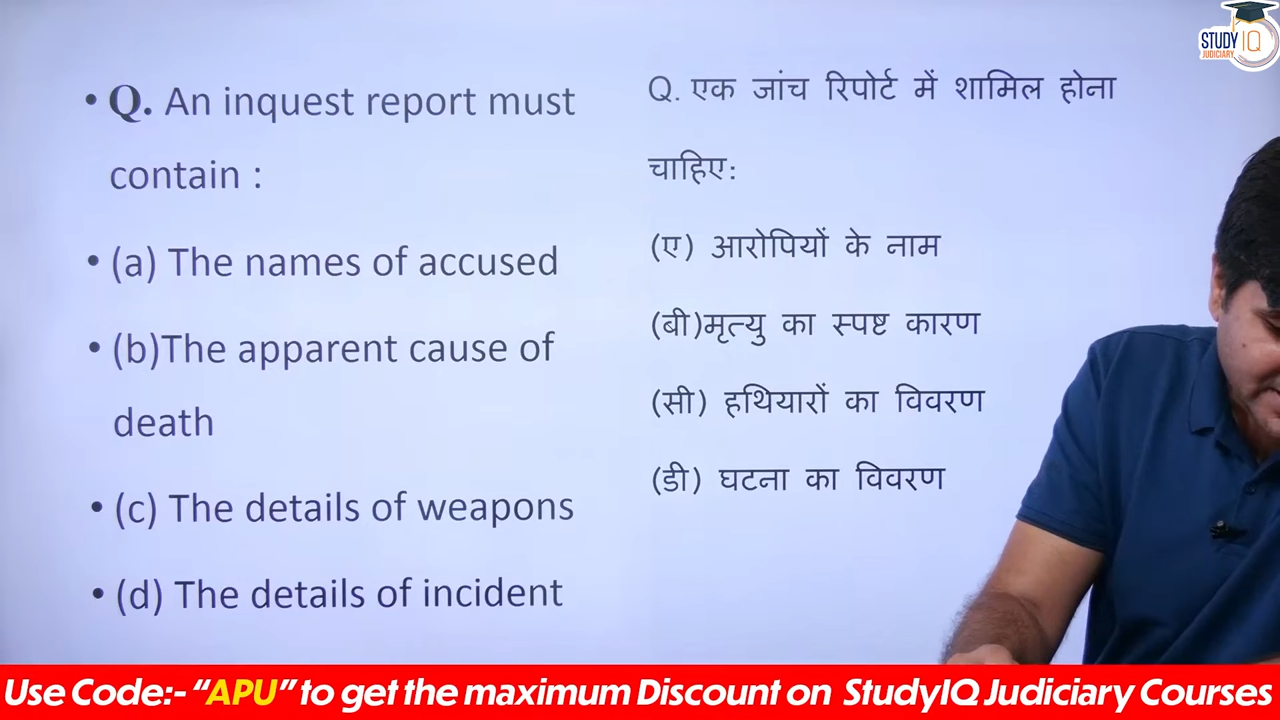 • Q. An inquest report must
contain :
• (a) The names of accused
• (b)The apparent cause of
death
• (c) The details of weapons
• (d) The details of incident
Q. एक जांच रिपोर्ट में शामिल होना
चाहिए:
(ए) आरोपियों के नाम
(बी)मृत्यु का स्पष्ट कारण
(सी) हथियारों का विवरण
(डी) घटना का विवरण
STUDY IQ
JUDICIARY
Use Code:- “APU” to get the maximum Discount on StudyIQ Judiciary Courses